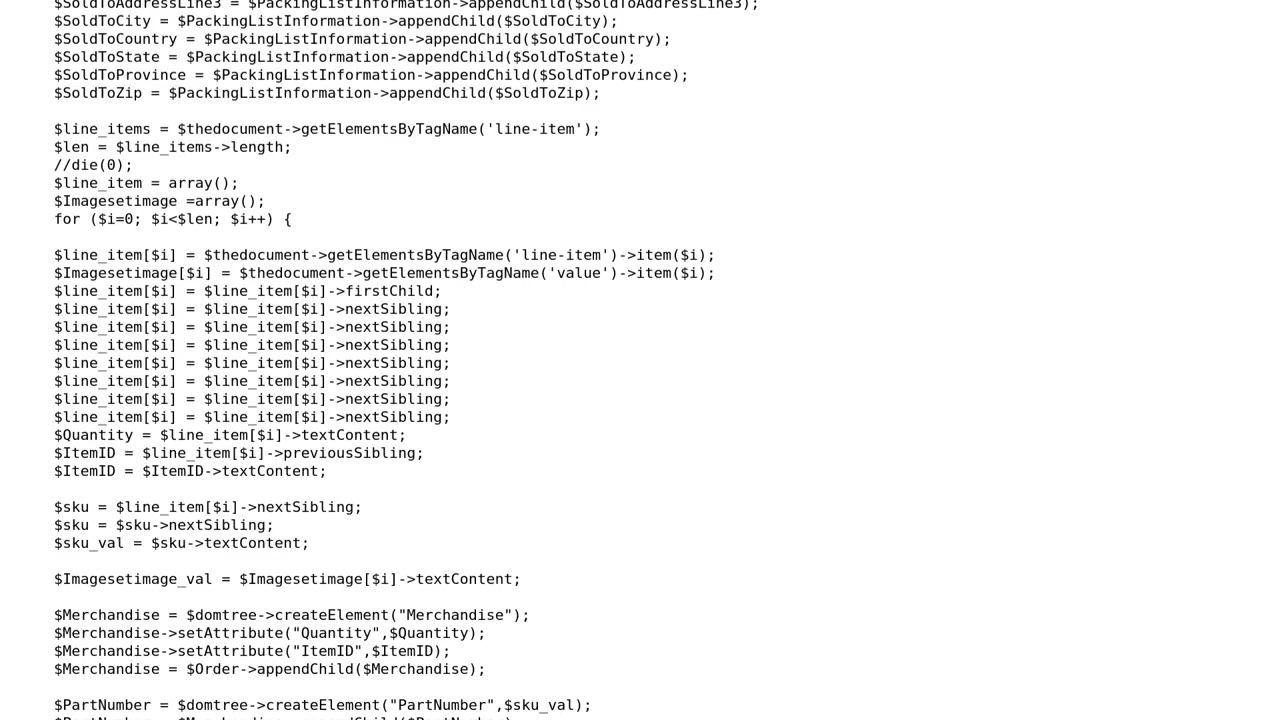 $SoldToAddressLine3 = $PackingListInformation->appendChild($SoldToAddressLine3);
$SoldToCity = $PackingListInformation->appendChild($SoldToCity);
$SoldToCountry = $PackingListInformation->appendChild($SoldToCountry);
$SoldToState = $PackingListInformation->appendChild($SoldToState);
$SoldToProvince = $PackingListInformation->appendChild($SoldToProvince);
$SoldToZip = $PackingListInformation->appendChild($SoldToZip);
$line_items = $thedocument->getElementsByTagName('line-item');
$len = $line_items->length;
//die(0);
$line_item = array();
$Imagesetimage =array();
for ($i=0; $i<$len; $i++) {
$line_item[$i] = $thedocument->getElementsByTagName('line-item')->item($i);
$Imagesetimage[$i] = $thedocument->getElementsByTagName('value')->item($i);
$line_item[$i] = $line_item[$i]->firstChild;
$line_item[$i] = $line_item[$i]->nextSibling;
$line_item[$i] = $line_item[$i]->nextSibling;
$line_item[$i] = $line_item[$i]->nextSibling;
$line_item[$i] = $line_item[$i]->nextSibling;
$line_item[$i] = $line_item[$i]->nextSibling;
$line_item[$i] = $line_item[$i]->nextSibling;
$line_item[$i] = $line_item[$i]->nextSibling;
$Quantity = $line_item[$i]->textContent;
$ItemID = $line_item[$i]->previousSibling;
$ItemID = $ItemID->textContent;
$sku = $line_item[$i]->nextSibling;
$sku = $sku->nextSibling;
$sku_val = $sku->textContent;
$Imagesetimage_val = $Imagesetimage[$i]->textContent;
$Merchandise = $domtree->createElement("Merchandise");
$Merchandise->setAttribute("Quantity",$Quantity);
$Merchandise->setAttribute("ItemID",$ItemID);
$Merchandise = $Order->appendChild($Merchandise);
$PartNumber = $domtree->createElement("PartNumber",$sku_val);